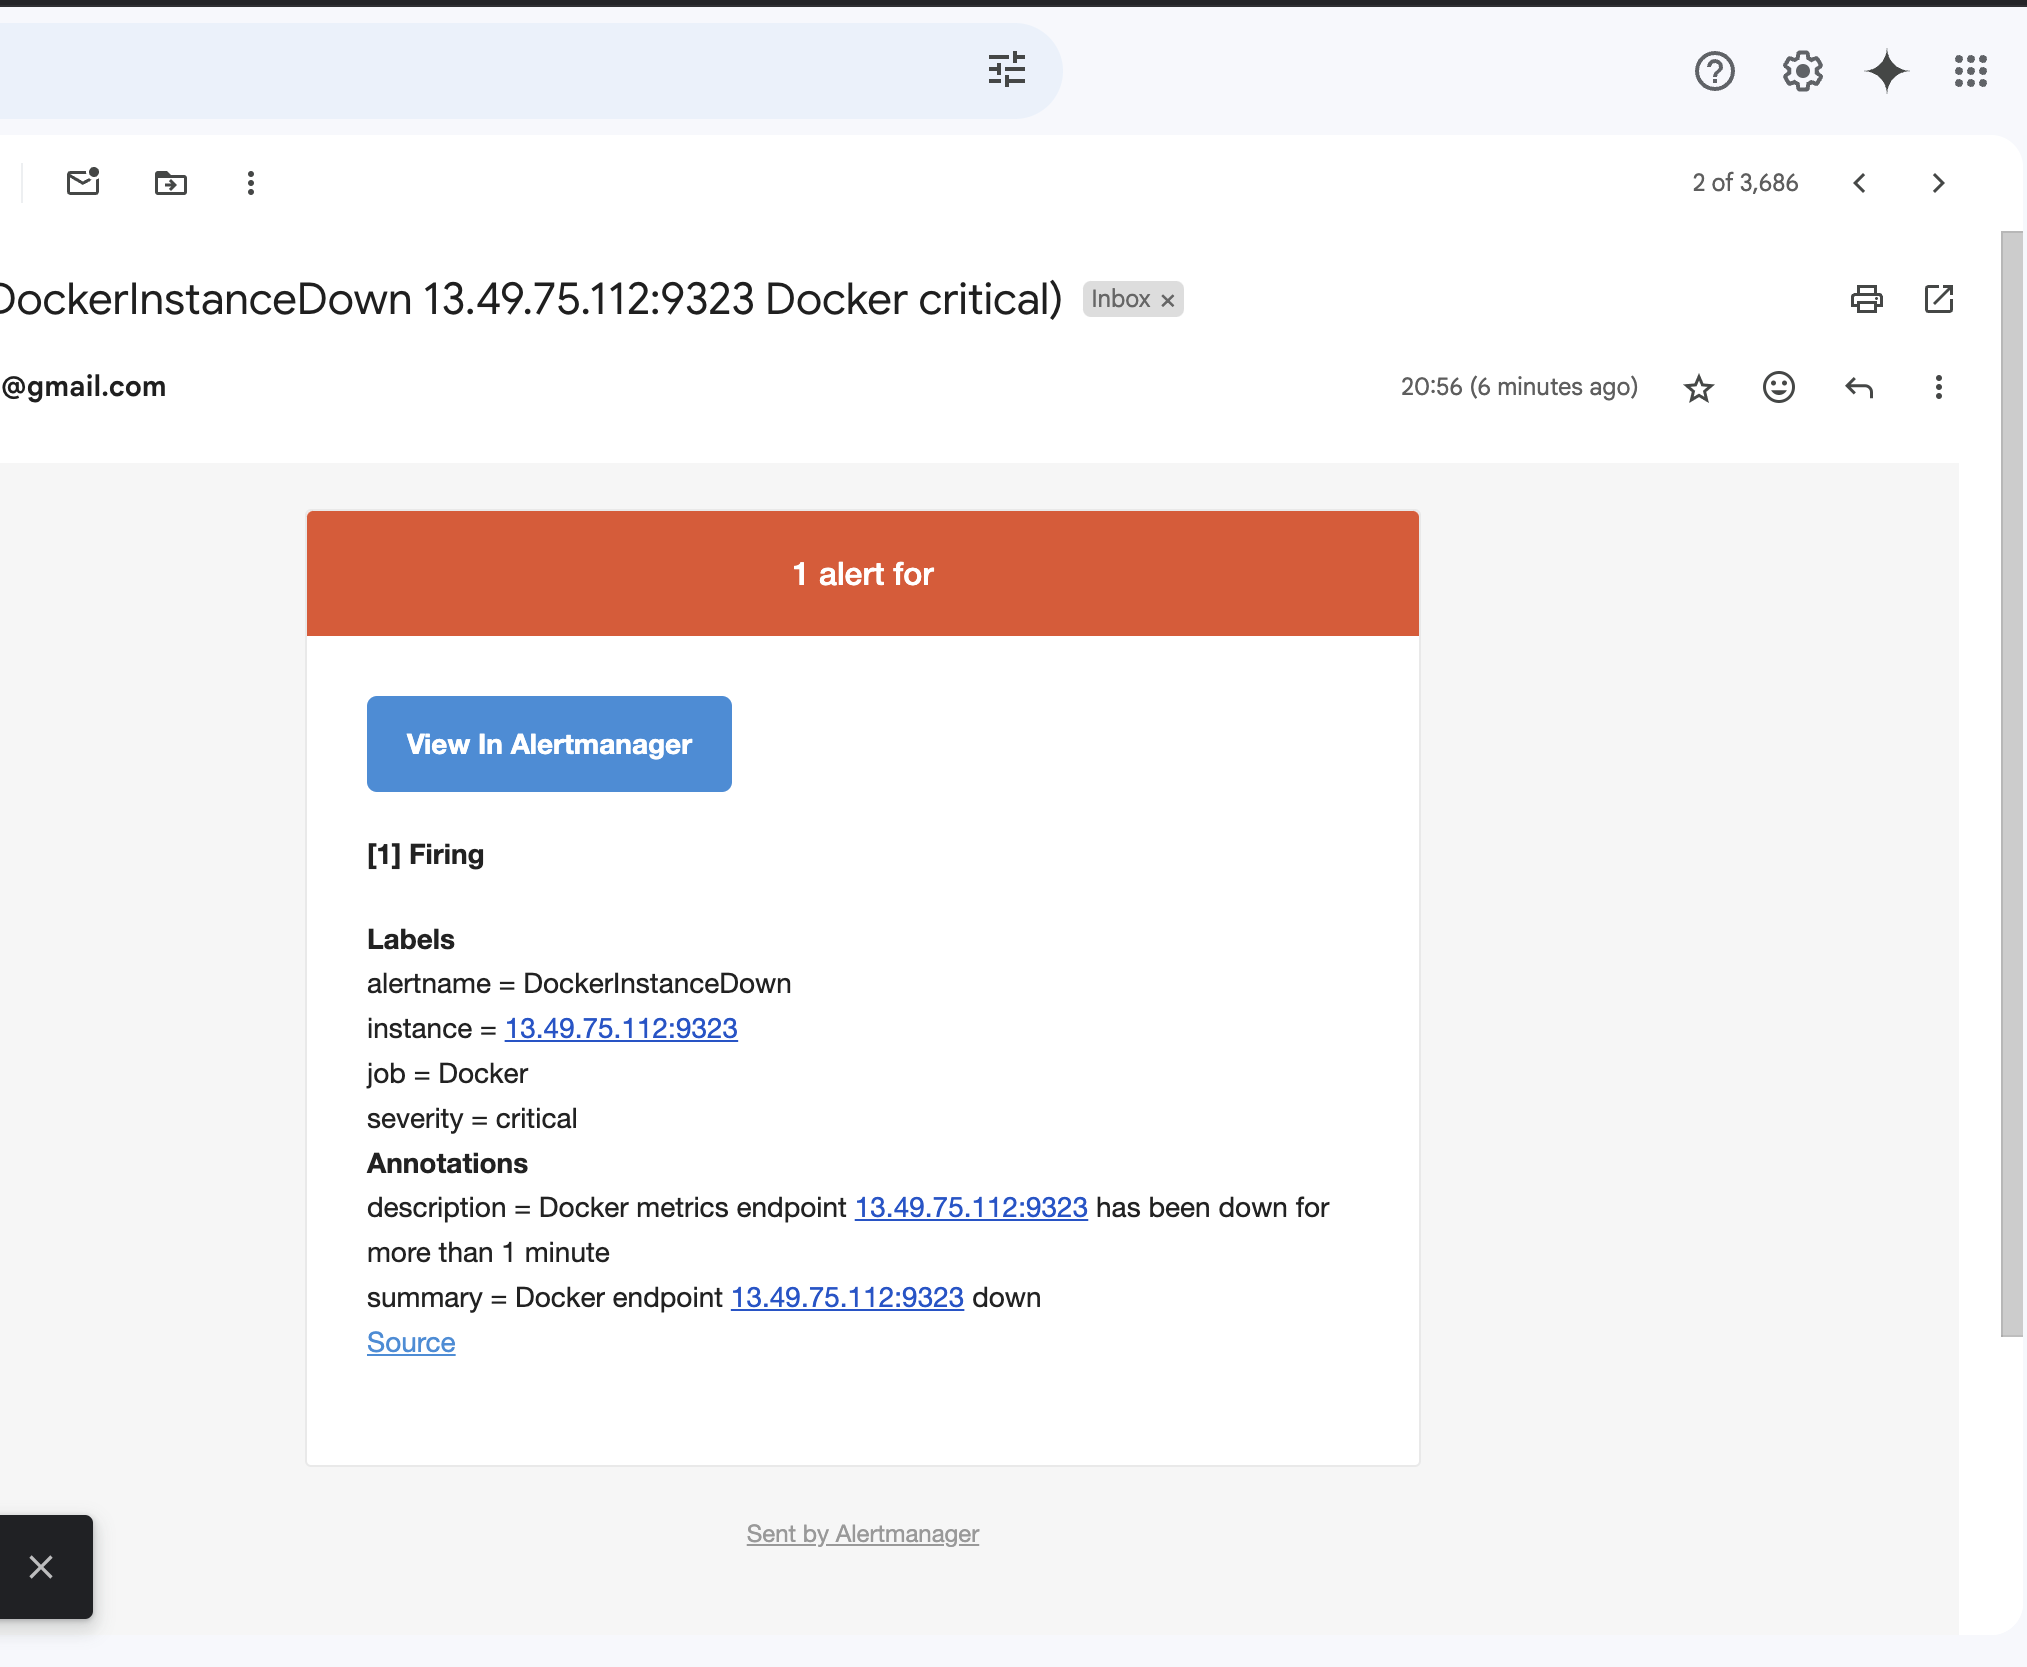 2 of 3,686
DockerInstanceDown 13.49.75.112:9323 Docker critical)
Inbox ×
@gmail.com
20:56 (6 minutes ago)
1 alert for
View In Alertmanager
[1] Firing
Labels
alertname = DockerInstanceDown
instance = 13.49.75.112:9323
job = Docker
severity = critical
Annotations
description = Docker metrics endpoint 13.49.75.112:9323 has been down for
more than 1 minute
summary = Docker endpoint 13.49.75.112:9323 down
Source
Sent by Alertmanager